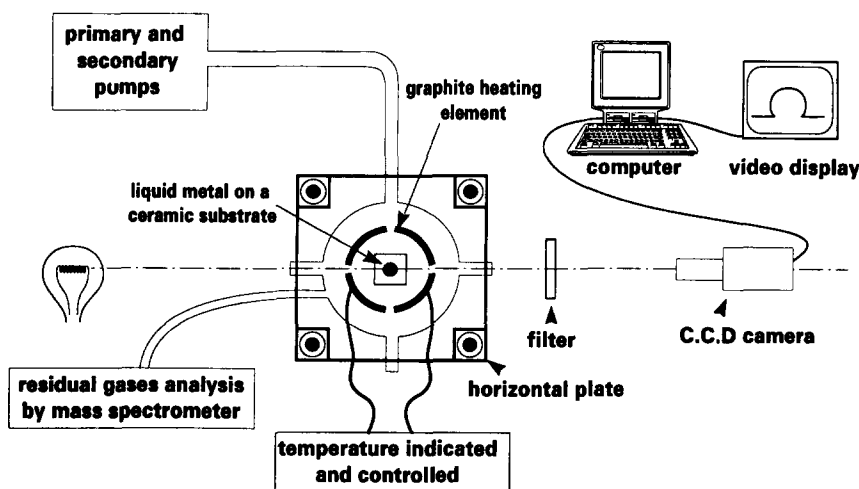 primary and
secondary
pumps
graphite heating
element
computer
video display
liquid metal on a
ceramic substrate
filter
C.C.D camera
horizontal plate
residual gases analysis
by mass spectrometer
temperature indicated
and controlled